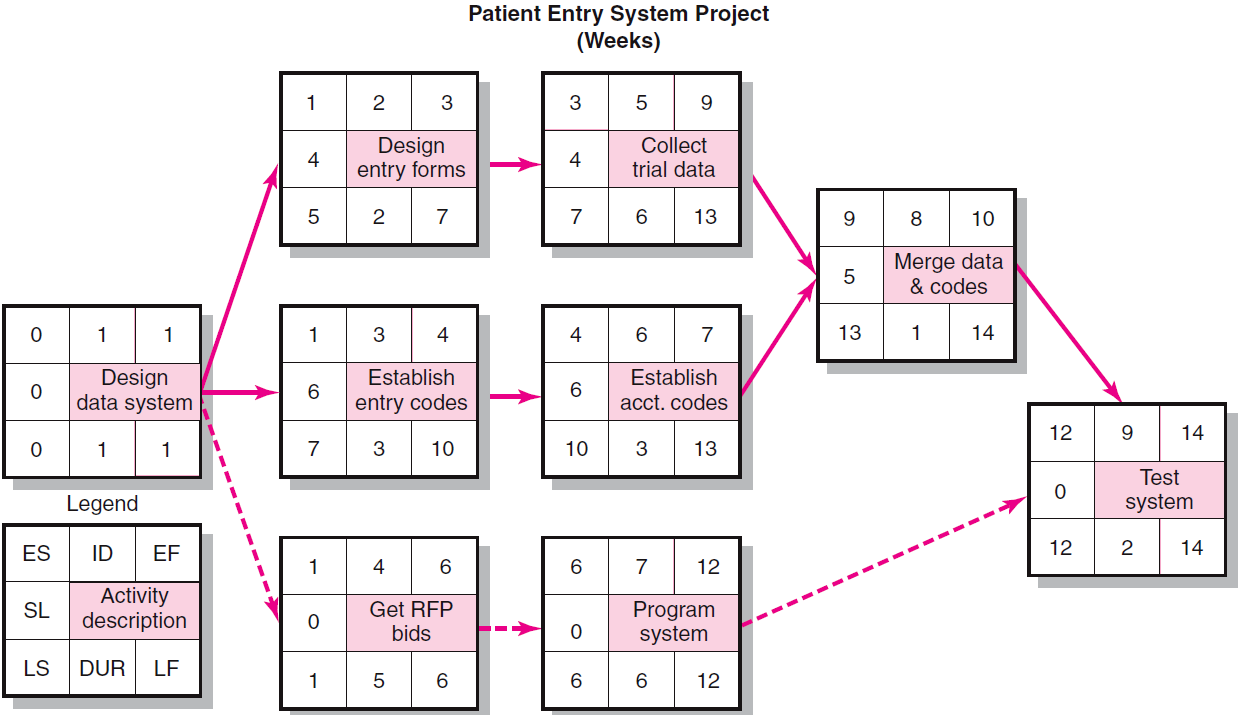 Patient Entry System Project
(Weeks)
1 2 3
4 Design
entry forms
5 2 7
3 5 9
4 Collect
trial data
7 6 13
9 8 10
5 Merge data
& codes
13 1 14
0 1 1
0 Design
data system
0 1 1
1 3 4
6 Establish
entry codes
7 3 10
4 6 7
6 Establish
acct. codes
10 3 13
12 9 14
0 Test
system
12 2 14
Legend
ES ID EF
SL Activity
description
LS DUR LF
1 4 6
0 Get RFP
bids
1 5 6
6 7 12
0 Program
system
6 6 12